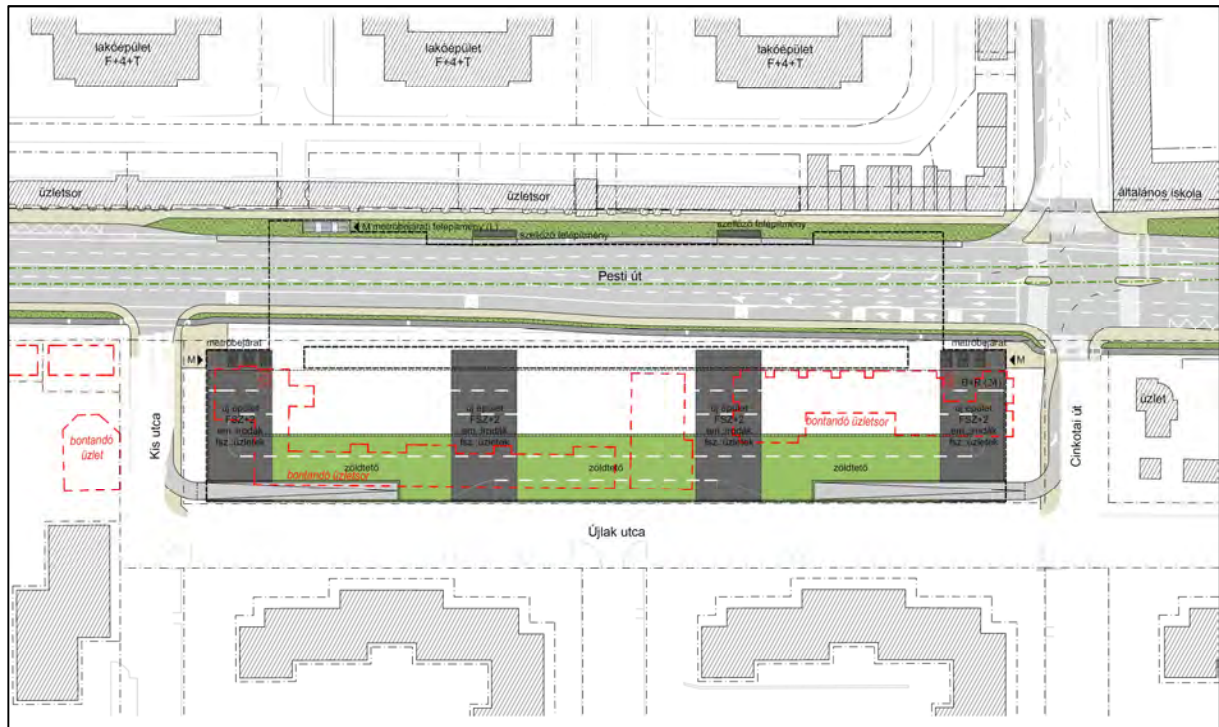 lakóépület
F+4+T
lakóépület
F+4+T
lakóépület
F+4+T
üzletsor
üzletsor
általános iskola
M metróbejárati felépítmény (L)
szellőző felépítmény
szellőző felépítmény
Pesti út
metróbejárat
metróbejárat
M
M
B+R (M)
új épület
FSZ+2
em.:irodák
fsz.:üzletek
új épület
FSZ+2
em.:irodák
fsz.:üzletek
új épület
FSZ+2
em.:irodák
fsz.:üzletek
új épület
FSZ+2
em.:irodák
fsz.:üzletek
üzlet
bontandó
üzlet
bontandó üzletsor
Kis utca
Cinkotai út
zöldtető
zöldtető
zöldtető
bontandó üzletsor
Újlak utca